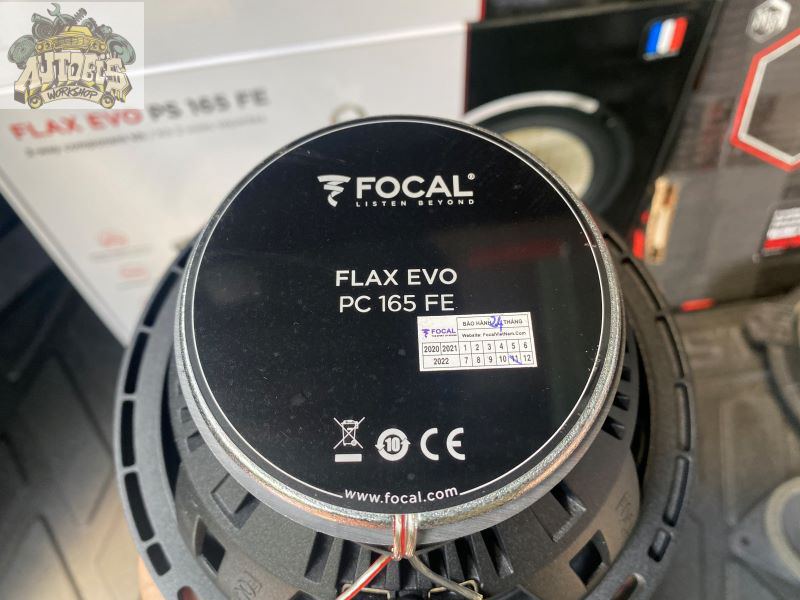 AUTOBIS
WORKSHOP
FLAX EVO PS 165 FE
FOCAL®
LISTEN BEYOND
FLAX EVO
PC 165 FE
FOCAL
BẢO HÀNH 24 THÁNG
Website: FocalVietNam.Com
2020 2021 1 2 3 4 5 6
2022 7 8 9 10 11 12
10
CE
www.focal.com